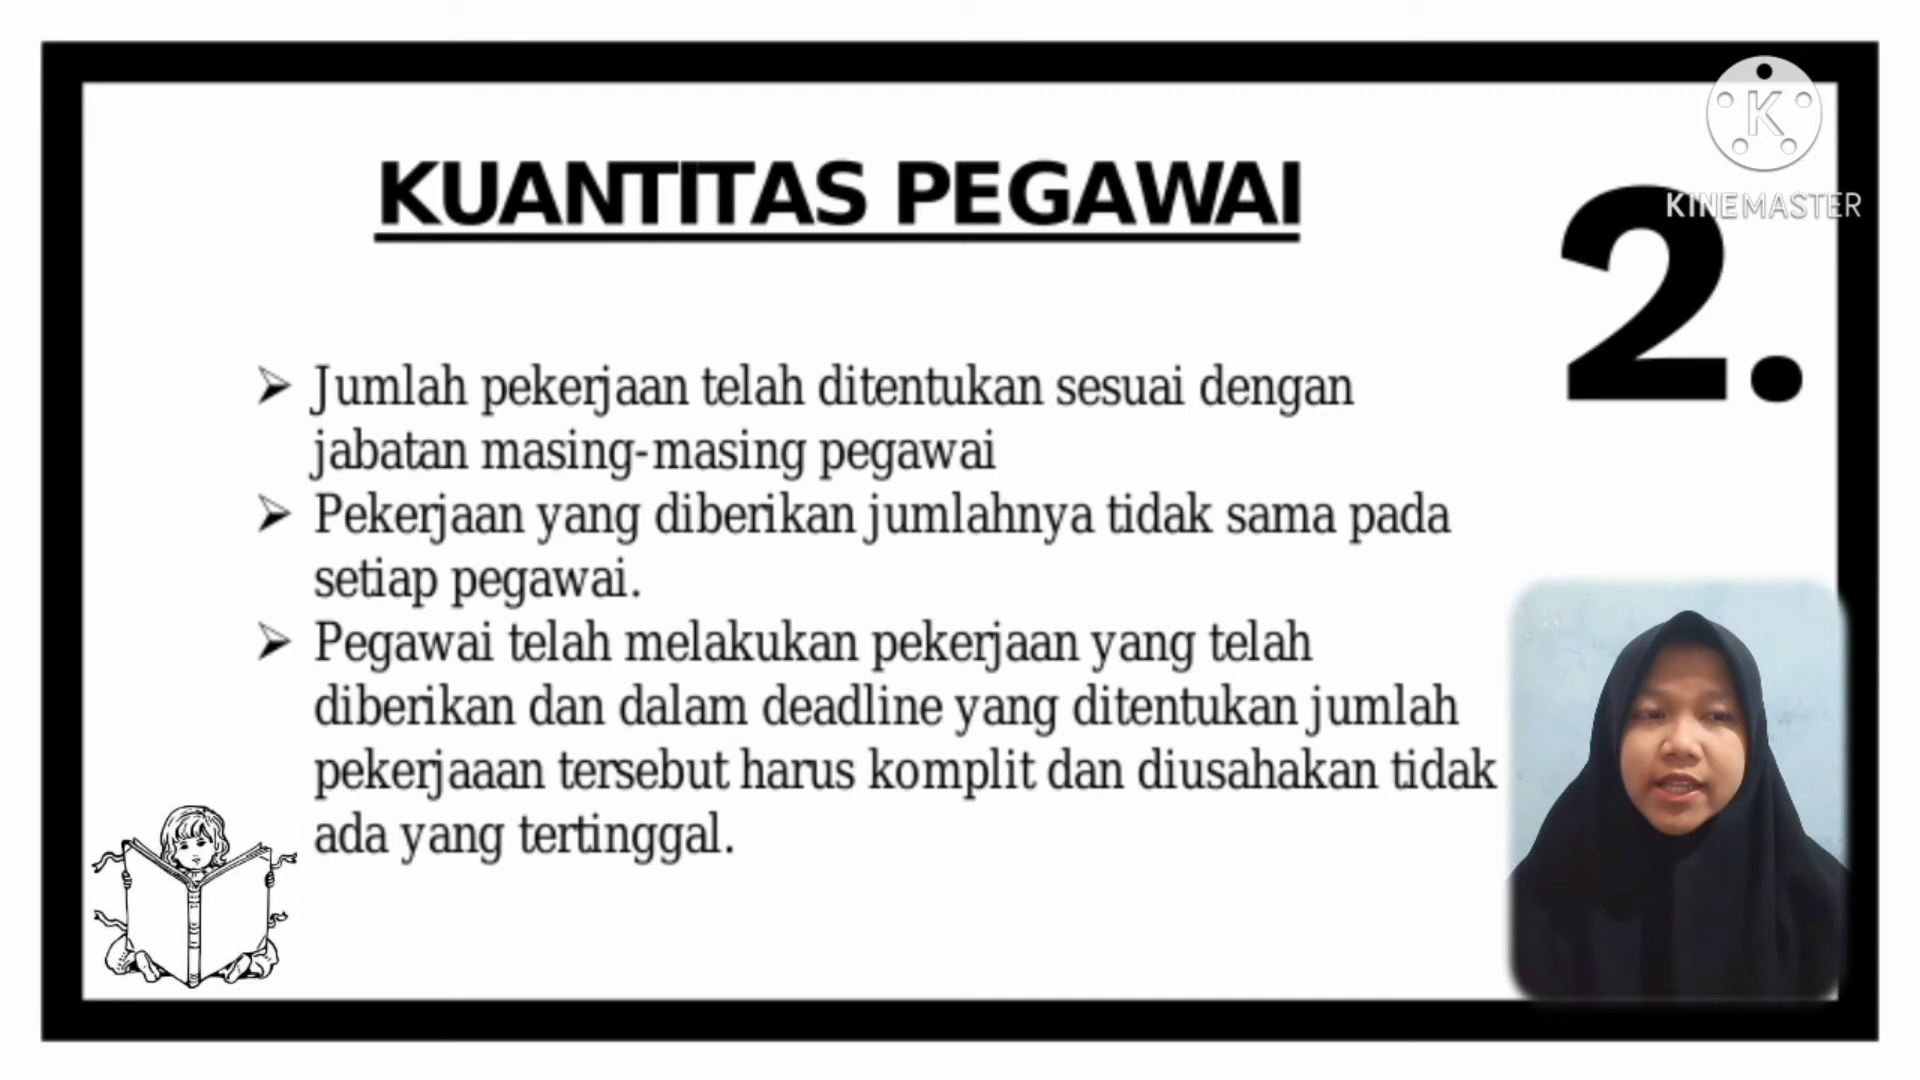 KUANTITAS PEGAWAI
K
KINEMASTER
2.
➢ Jumlah pekerjaan telah ditentukan sesuai dengan
jabatan masing-masing pegawai
➢ Pekerjaan yang diberikan jumlahnya tidak sama pada
setiap pegawai.
➢ Pegawai telah melakukan pekerjaan yang telah
diberikan dan dalam deadline yang ditentukan jumlah
pekerjaaan tersebut harus komplit dan diusahakan tidak
ada yang tertinggal.